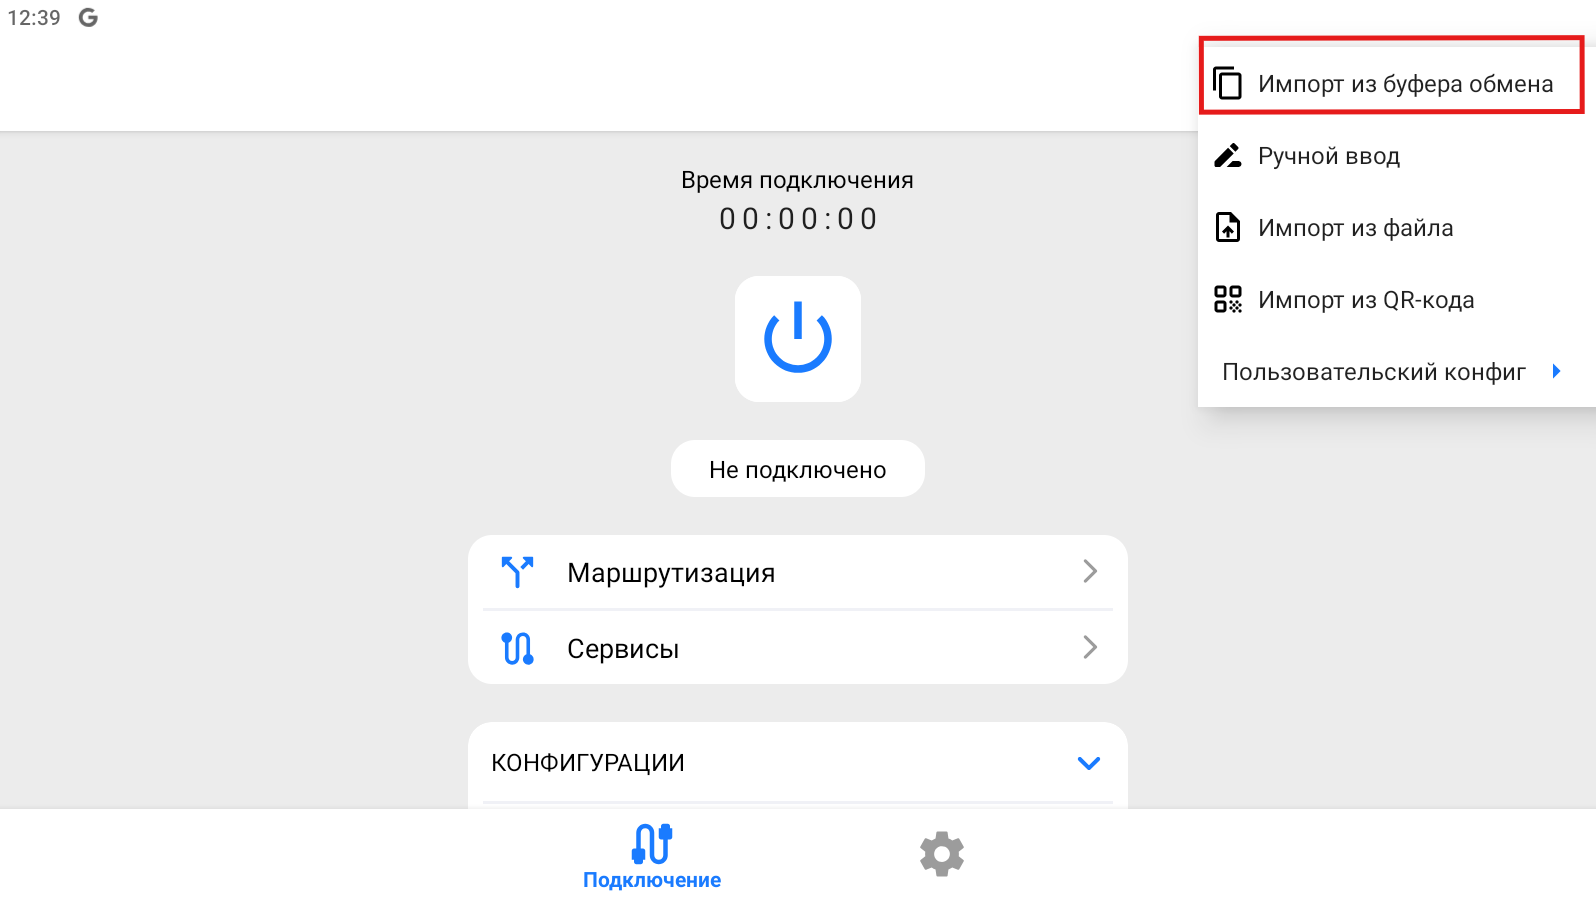 12:39 G
Импорт из буфера обмена
Ручной ввод
Импорт из файла
Импорт из QR-кода
Пользовательский конфиг
Время подключения
00:00:00
Не подключено
Маршрутизация
Сервисы
КОНФИГУРАЦИИ
Подключение